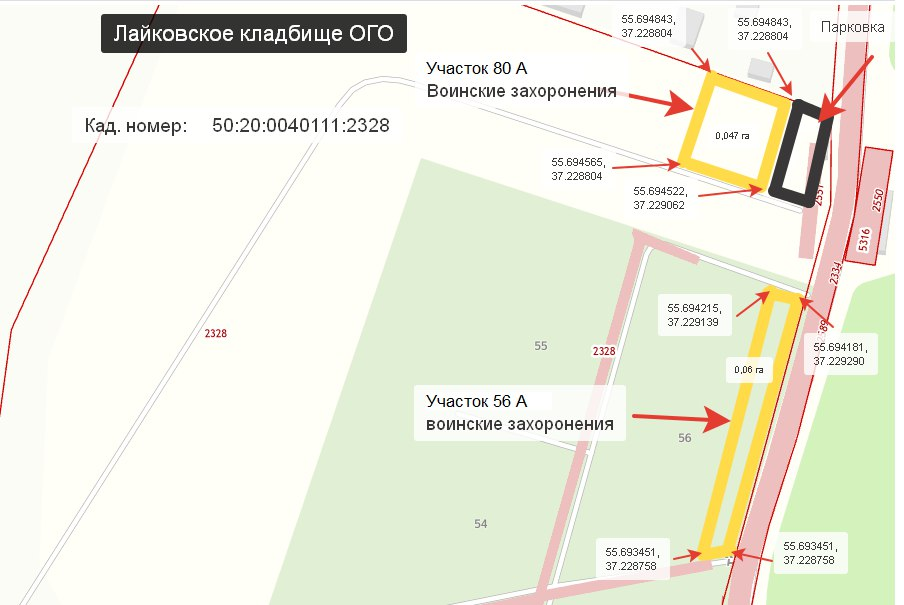 Лайковское кладбище ОГО
55.694843,
37.228804
55.694843,
37.228804
Парковка
Участок 80 А
Воинские захоронения
0,047 га
Кад. номер: 50:20:0040111:2328
55.694565,
37.228804
55.694522,
37.229062
2551
2550
5316
2334
2328
55
2328
55.694215,
37.229139
89
55.694181,
37.229290
0,06 га
Участок 56 А
воинские захоронения
56
54
55.693451,
37.228758
55.693451,
37.228758